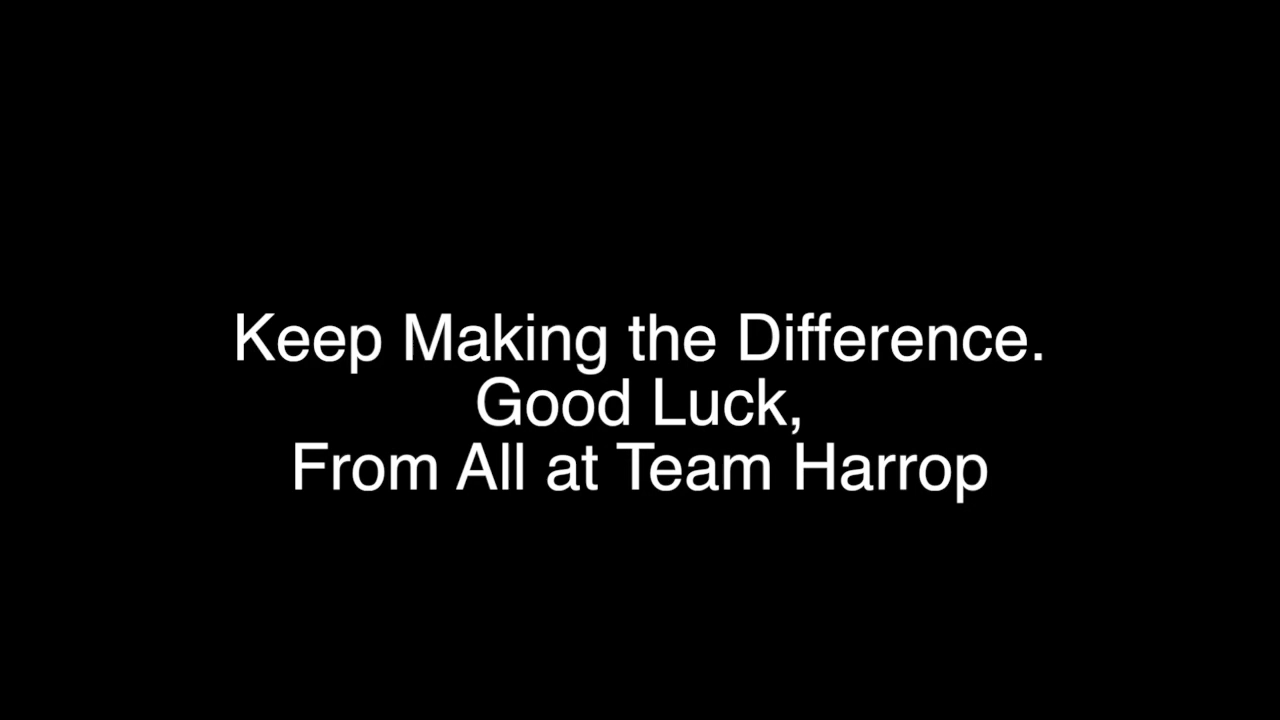 Keep Making the Difference.
Good Luck,
From All at Team Harrop